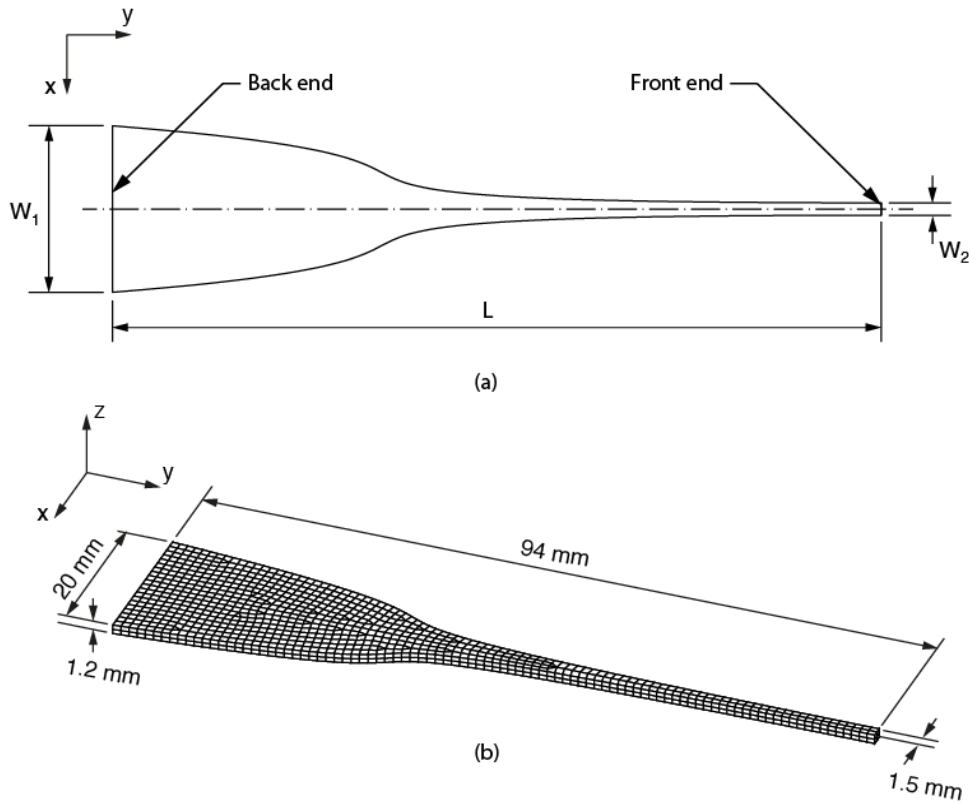 y
x
Back end
Front end
W₁
W₂
L
(a)
z
y
x
20 mm
94 mm
1.2 mm
1.5 mm
(b)